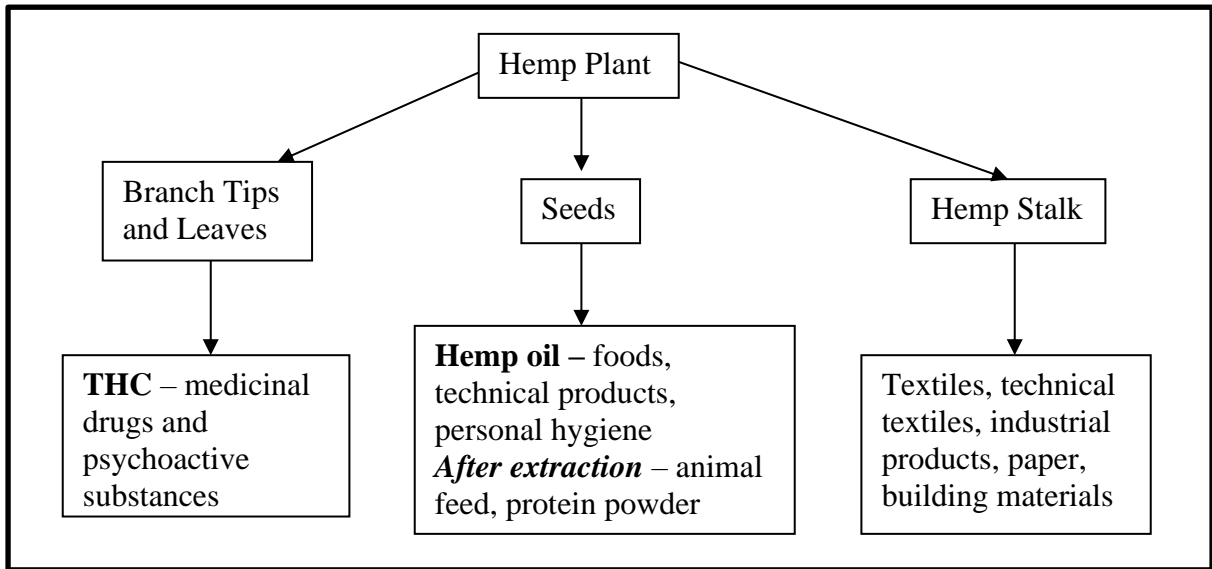 Hemp Plant
Branch Tips
and Leaves
Seeds
Hemp Stalk
THC – medicinal
drugs and
psychoactive
substances
Hemp oil – foods,
technical products,
personal hygiene
After extraction – animal
feed, protein powder
Textiles, technical
textiles, industrial
products, paper,
building materials